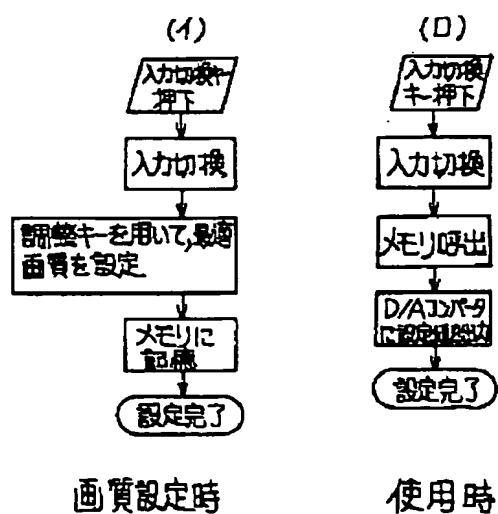 (イ)
入力切換キー
押下
入力切換
調整キーを用いて,最適
画質を設定
メモリに
記憶
設定完了
画質設定時
(ロ)
入力切換
キー押下
入力切換
メモリ呼出
D/Aコンバータ
に設定値出力
設定完了
使用時